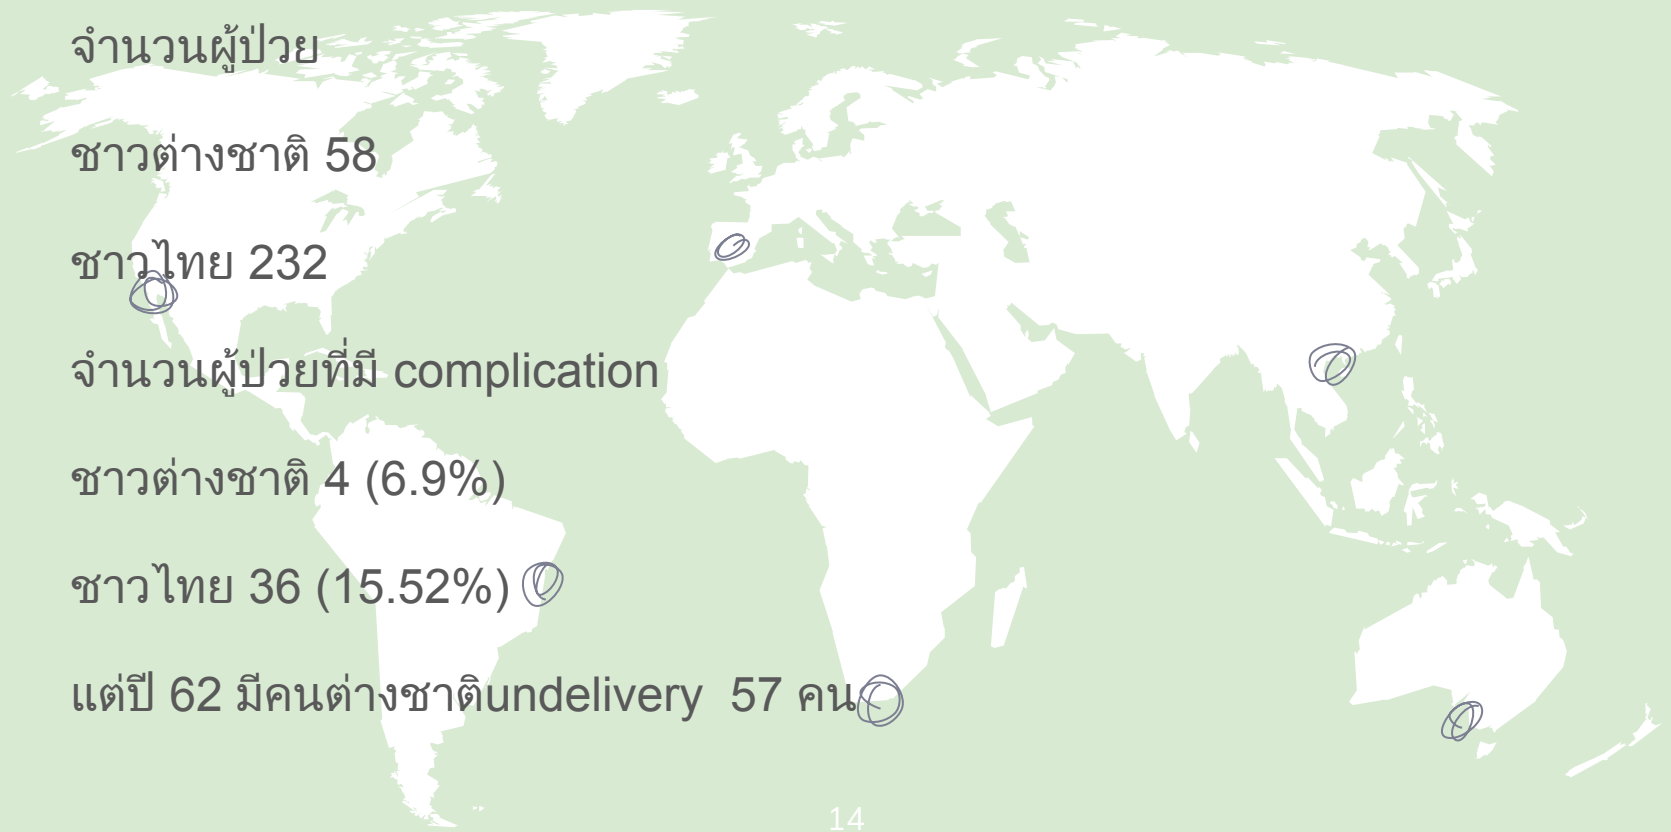 จำนวนผู้ป่วย
ชาวต่างชาติ 58
ชาวไทย 232
จำนวนผู้ป่วยที่มี complication
ชาวต่างชาติ 4 (6.9%)
ชาวไทย 36 (15.52%)
แต่ปี 62 มีคนต่างชาติundelivery  57 คน
14